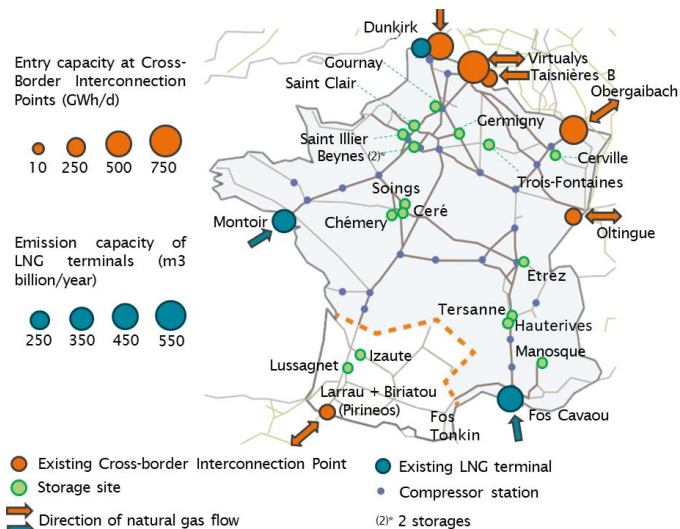 Entry capacity at Cross-
Border Interconnection
Points (GWh/d)
10 250 500 750
Emission capacity of
LNG terminals (m3
billion/year)
250 350 450 550
Dunkirk
Gournay
Virtualys
Taisnières B
Saint Clair
Obergaibach
Germigny
Saint Illier
Beynes (2)*
Cerville
Trois-Fontaines
Soings
Montoir
Ceré
Chémery
Oltingue
Etrez
Tersanne
Hauterives
Manosque
Izaute
Lussagnet
Larrau + Biriatou
(Pirineos)
Fos
Tonkin
Fos Cavaou
Existing Cross-border Interconnection Point
Storage site
Direction of natural gas flow
Existing LNG terminal
Compressor station
(2)* 2 storages